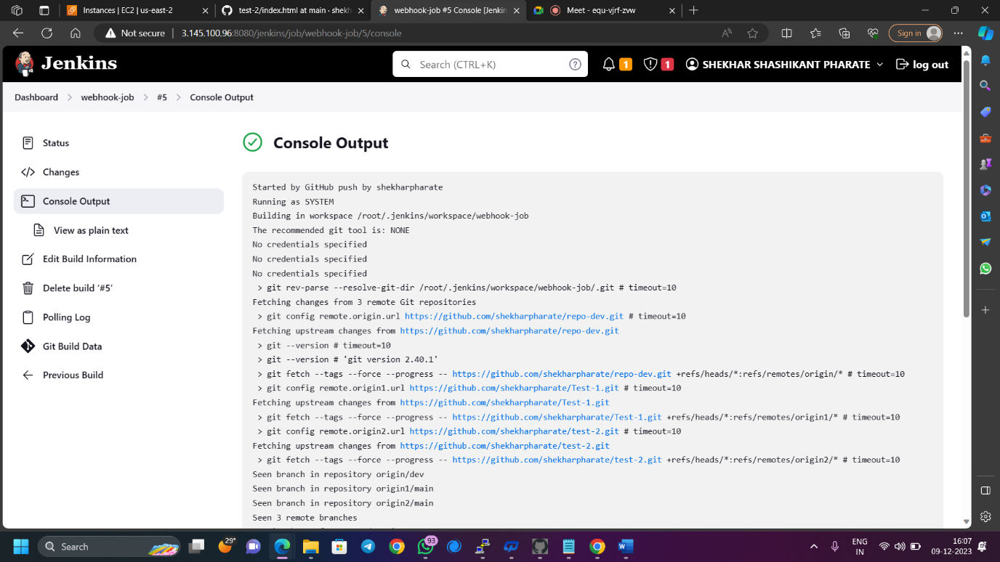 Instances | EC2 | us-east-2
test-2/index.html at main · shekh
webhook-job #5 Console [Jenkin
Meet - equ-vjrf-zvw
Not secure
3.145.100.96:8080/jenkins/job/webhook-job/5/console
Sign in
Jenkins
Search (CTRL+K)
1
1
SHEKHAR SHASHIKANT PHARATE
log out
Dashboard > webhook-job > #5 > Console Output
Status
Changes
Console Output
View as plain text
Edit Build Information
Delete build ‘#5’
Polling Log
Git Build Data
Previous Build
Console Output
Started by GitHub push by shekharpharate
Running as SYSTEM
Building in workspace /root/.jenkins/workspace/webhook-job
The recommended git tool is: NONE
No credentials specified
No credentials specified
No credentials specified
> git rev-parse --resolve-git-dir /root/.jenkins/workspace/webhook-job/.git # timeout=10
Fetching changes from 3 remote Git repositories
> git config remote.origin.url https://github.com/shekharpharate/repo-dev.git # timeout=10
Fetching upstream changes from https://github.com/shekharpharate/repo-dev.git
> git --version # timeout=10
> git --version # 'git version 2.40.1'
> git fetch --tags --force --progress -- https://github.com/shekharpharate/repo-dev.git +refs/heads/*:refs/remotes/origin/* # timeout=10
> git config remote.origin1.url https://github.com/shekharpharate/Test-1.git # timeout=10
Fetching upstream changes from https://github.com/shekharpharate/Test-1.git
> git fetch --tags --force --progress -- https://github.com/shekharpharate/Test-1.git +refs/heads/*:refs/remotes/origin1/* # timeout=10
> git config remote.origin2.url https://github.com/shekharpharate/test-2.git # timeout=10
Fetching upstream changes from https://github.com/shekharpharate/test-2.git
> git fetch --tags --force --progress -- https://github.com/shekharpharate/test-2.git +refs/heads/*:refs/remotes/origin2/* # timeout=10
Seen branch in repository origin/dev
Seen branch in repository origin1/main
Seen branch in repository origin2/main
Seen 3 remote branches
Search
29°
93
ENG
IN
16:07
09-12-2023